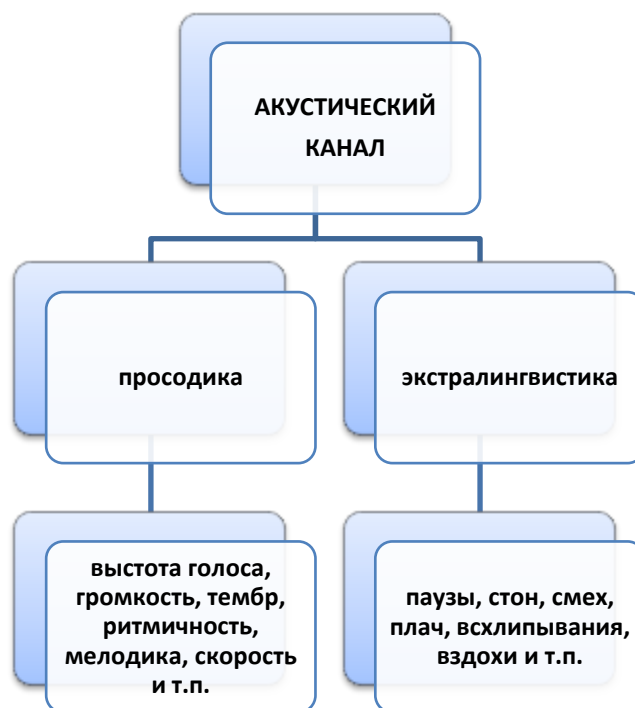 АКУСТИЧЕСКИЙ
КАНАЛ
просодика
экстралингвистика
выстота голоса,
громкость, тембр,
ритмичность,
мелодика, скорость
и т.п.
паузы, стон, смех,
плач, всхлипывания,
вздохи и т.п.